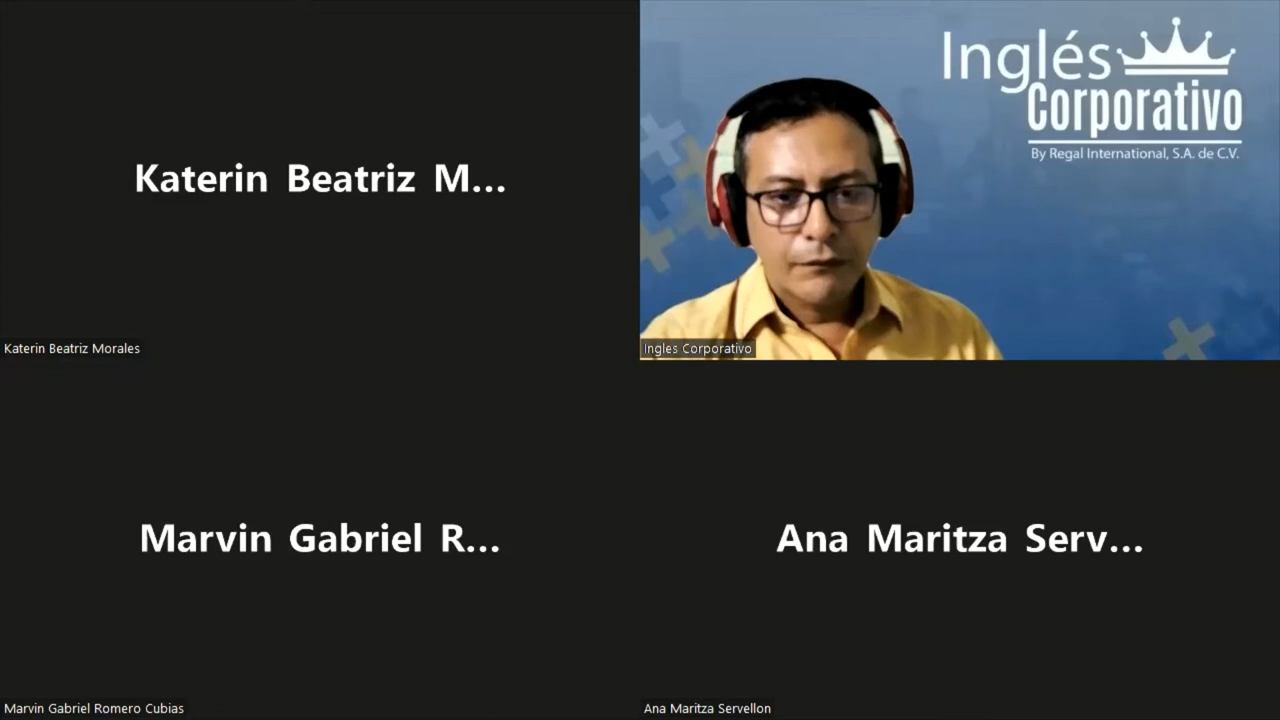 Katerin Beatriz M...
Katerin Beatriz Morales
Inglés
Corporativo
By Regal International, S.A. de C.V.
Ingles Corporativo
Marvin Gabriel R...
Marvin Gabriel Romero Cubias
Ana Maritza Serv...
Ana Maritza Servellon